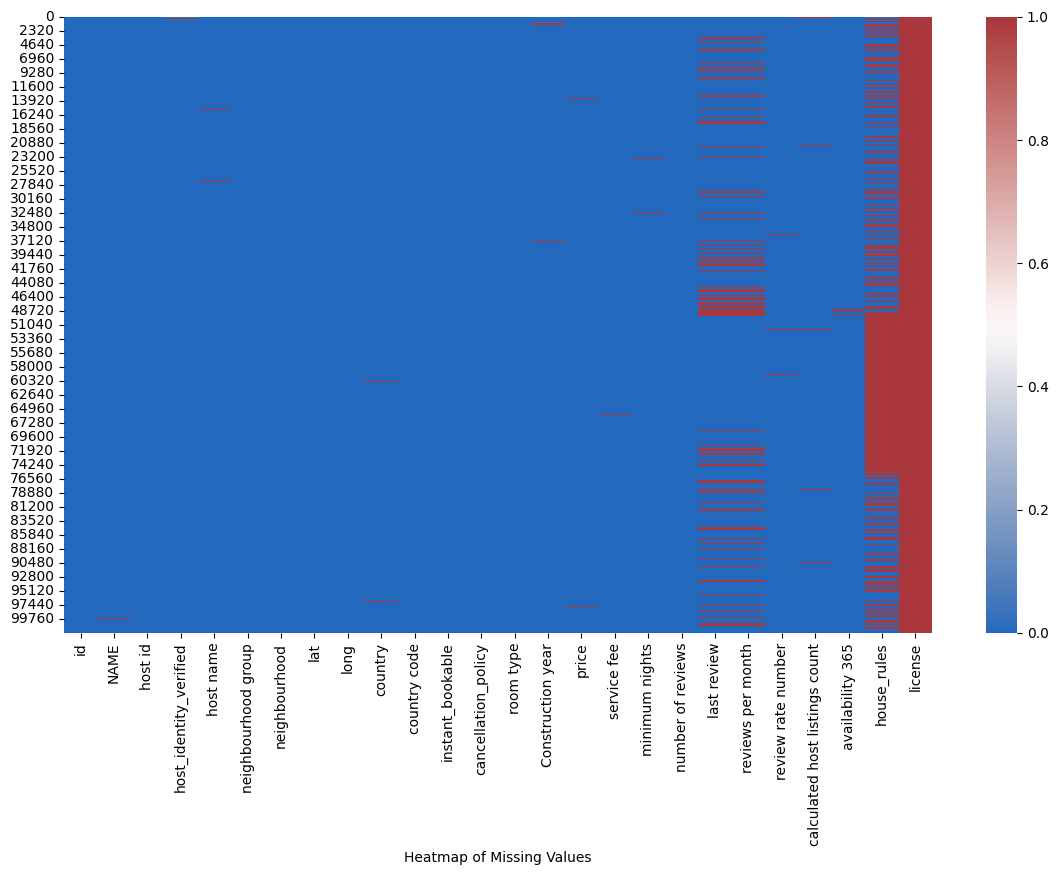 0
2320
4640
6960
9280
11600
13920
16240
18560
20880
23200
25520
27840
30160
32480
34800
37120
39440
41760
44080
46400
48720
51040
53360
55680
58000
60320
62640
64960
67280
69600
71920
74240
76560
78880
81200
83520
85840
88160
90480
92800
95120
97440
99760
id
NAME
host id
host_identity_verified
host name
neighbourhood group
neighbourhood
lat
long
country
country code
instant_bookable
cancellation_policy
room type
Construction year
price
service fee
minimum nights
number of reviews
last review
reviews per month
review rate number
calculated host listings count
availability 365
house_rules
license
Heatmap of Missing Values
1.0
0.8
0.6
0.4
0.2
0.0